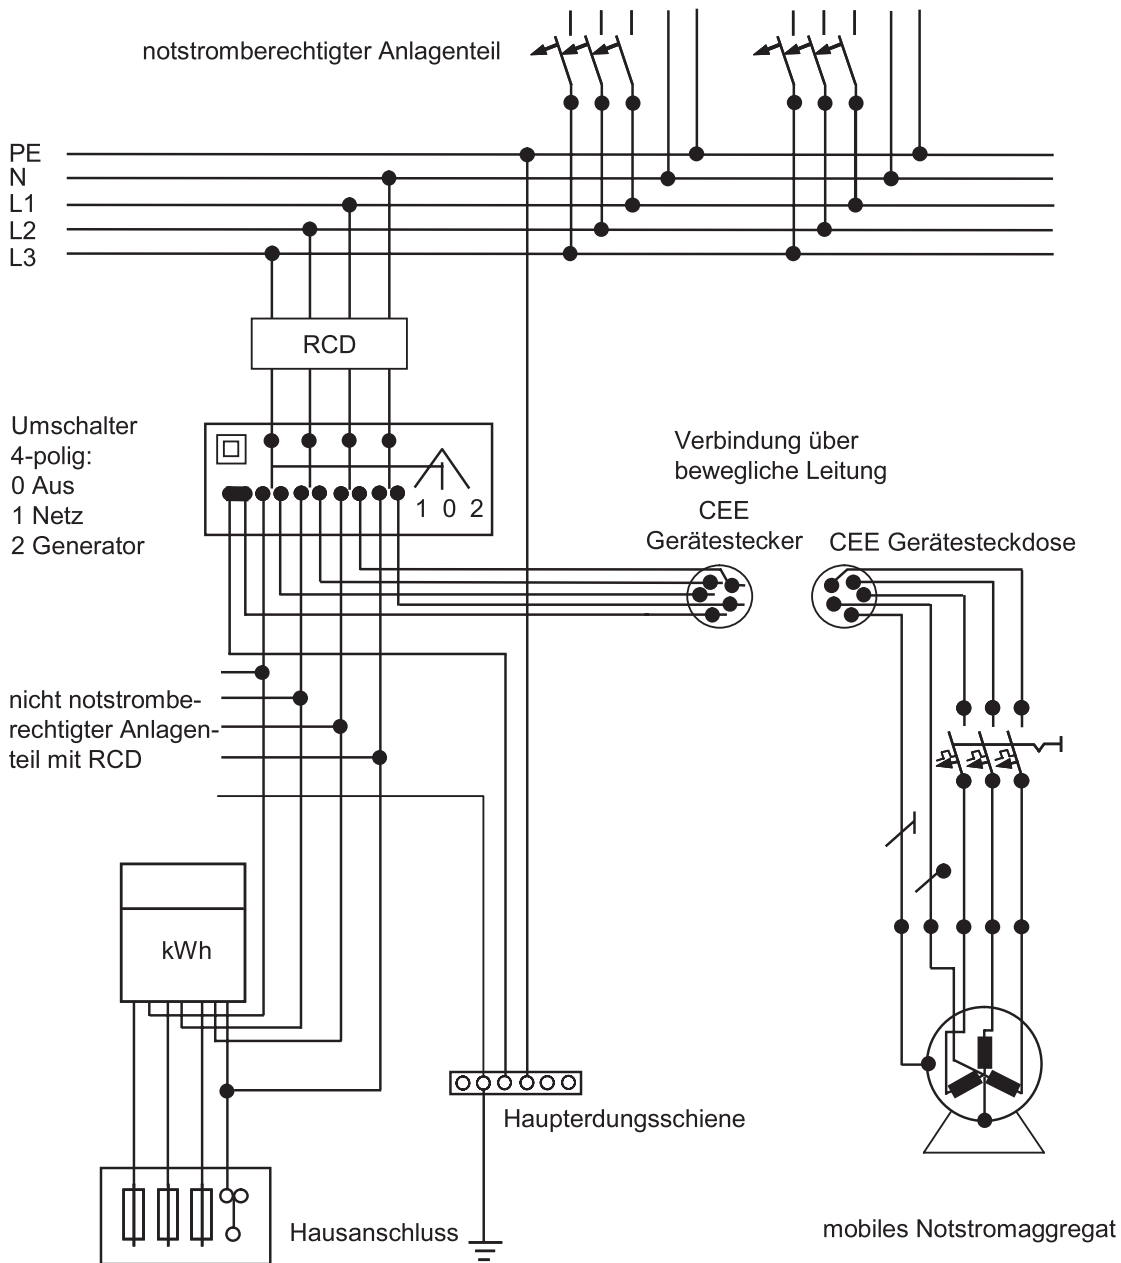 notstromberechtigter Anlagenteil
PE
N
L1
L2
L3
RCD
Umschalter
4-polig:
0 Aus
1 Netz
2 Generator
1 0 2
Verbindung über
bewegliche Leitung
CEE
Gerätestecker
CEE Gerätesteckdose
nicht notstrombe-
rechtigter Anlagen-
teil mit RCD
kWh
Haupterdungsschiene
Hausanschluss
mobiles Notstromaggregat